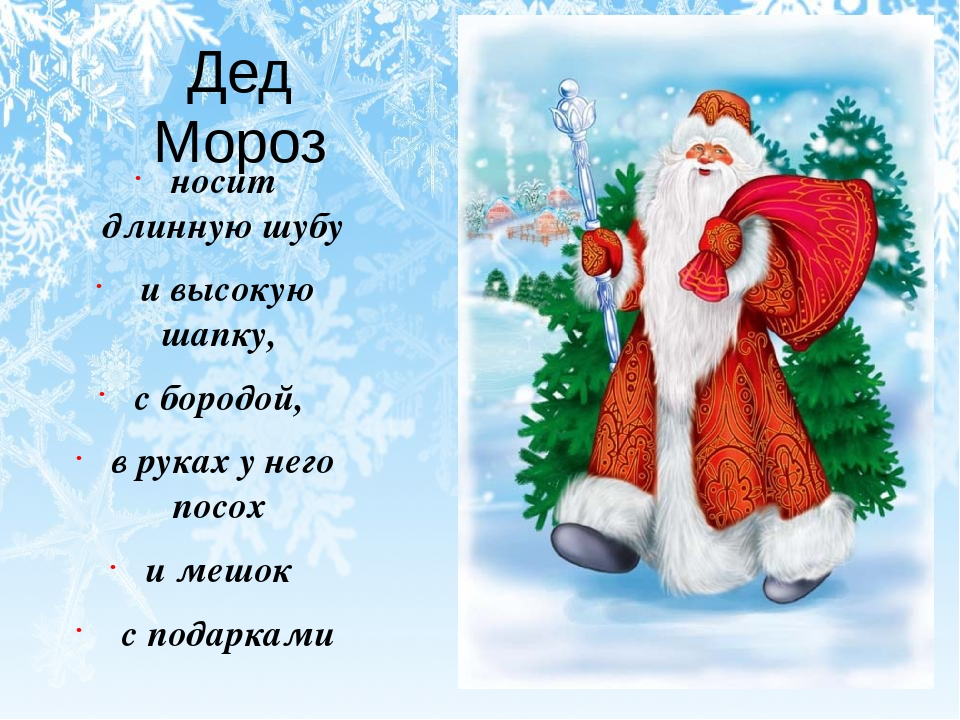 Дед
Мороз
• носит
длинную шубу
• и высокую
шапку,
• с бородой,
• в руках у него
посох
• и мешок
• с подарками